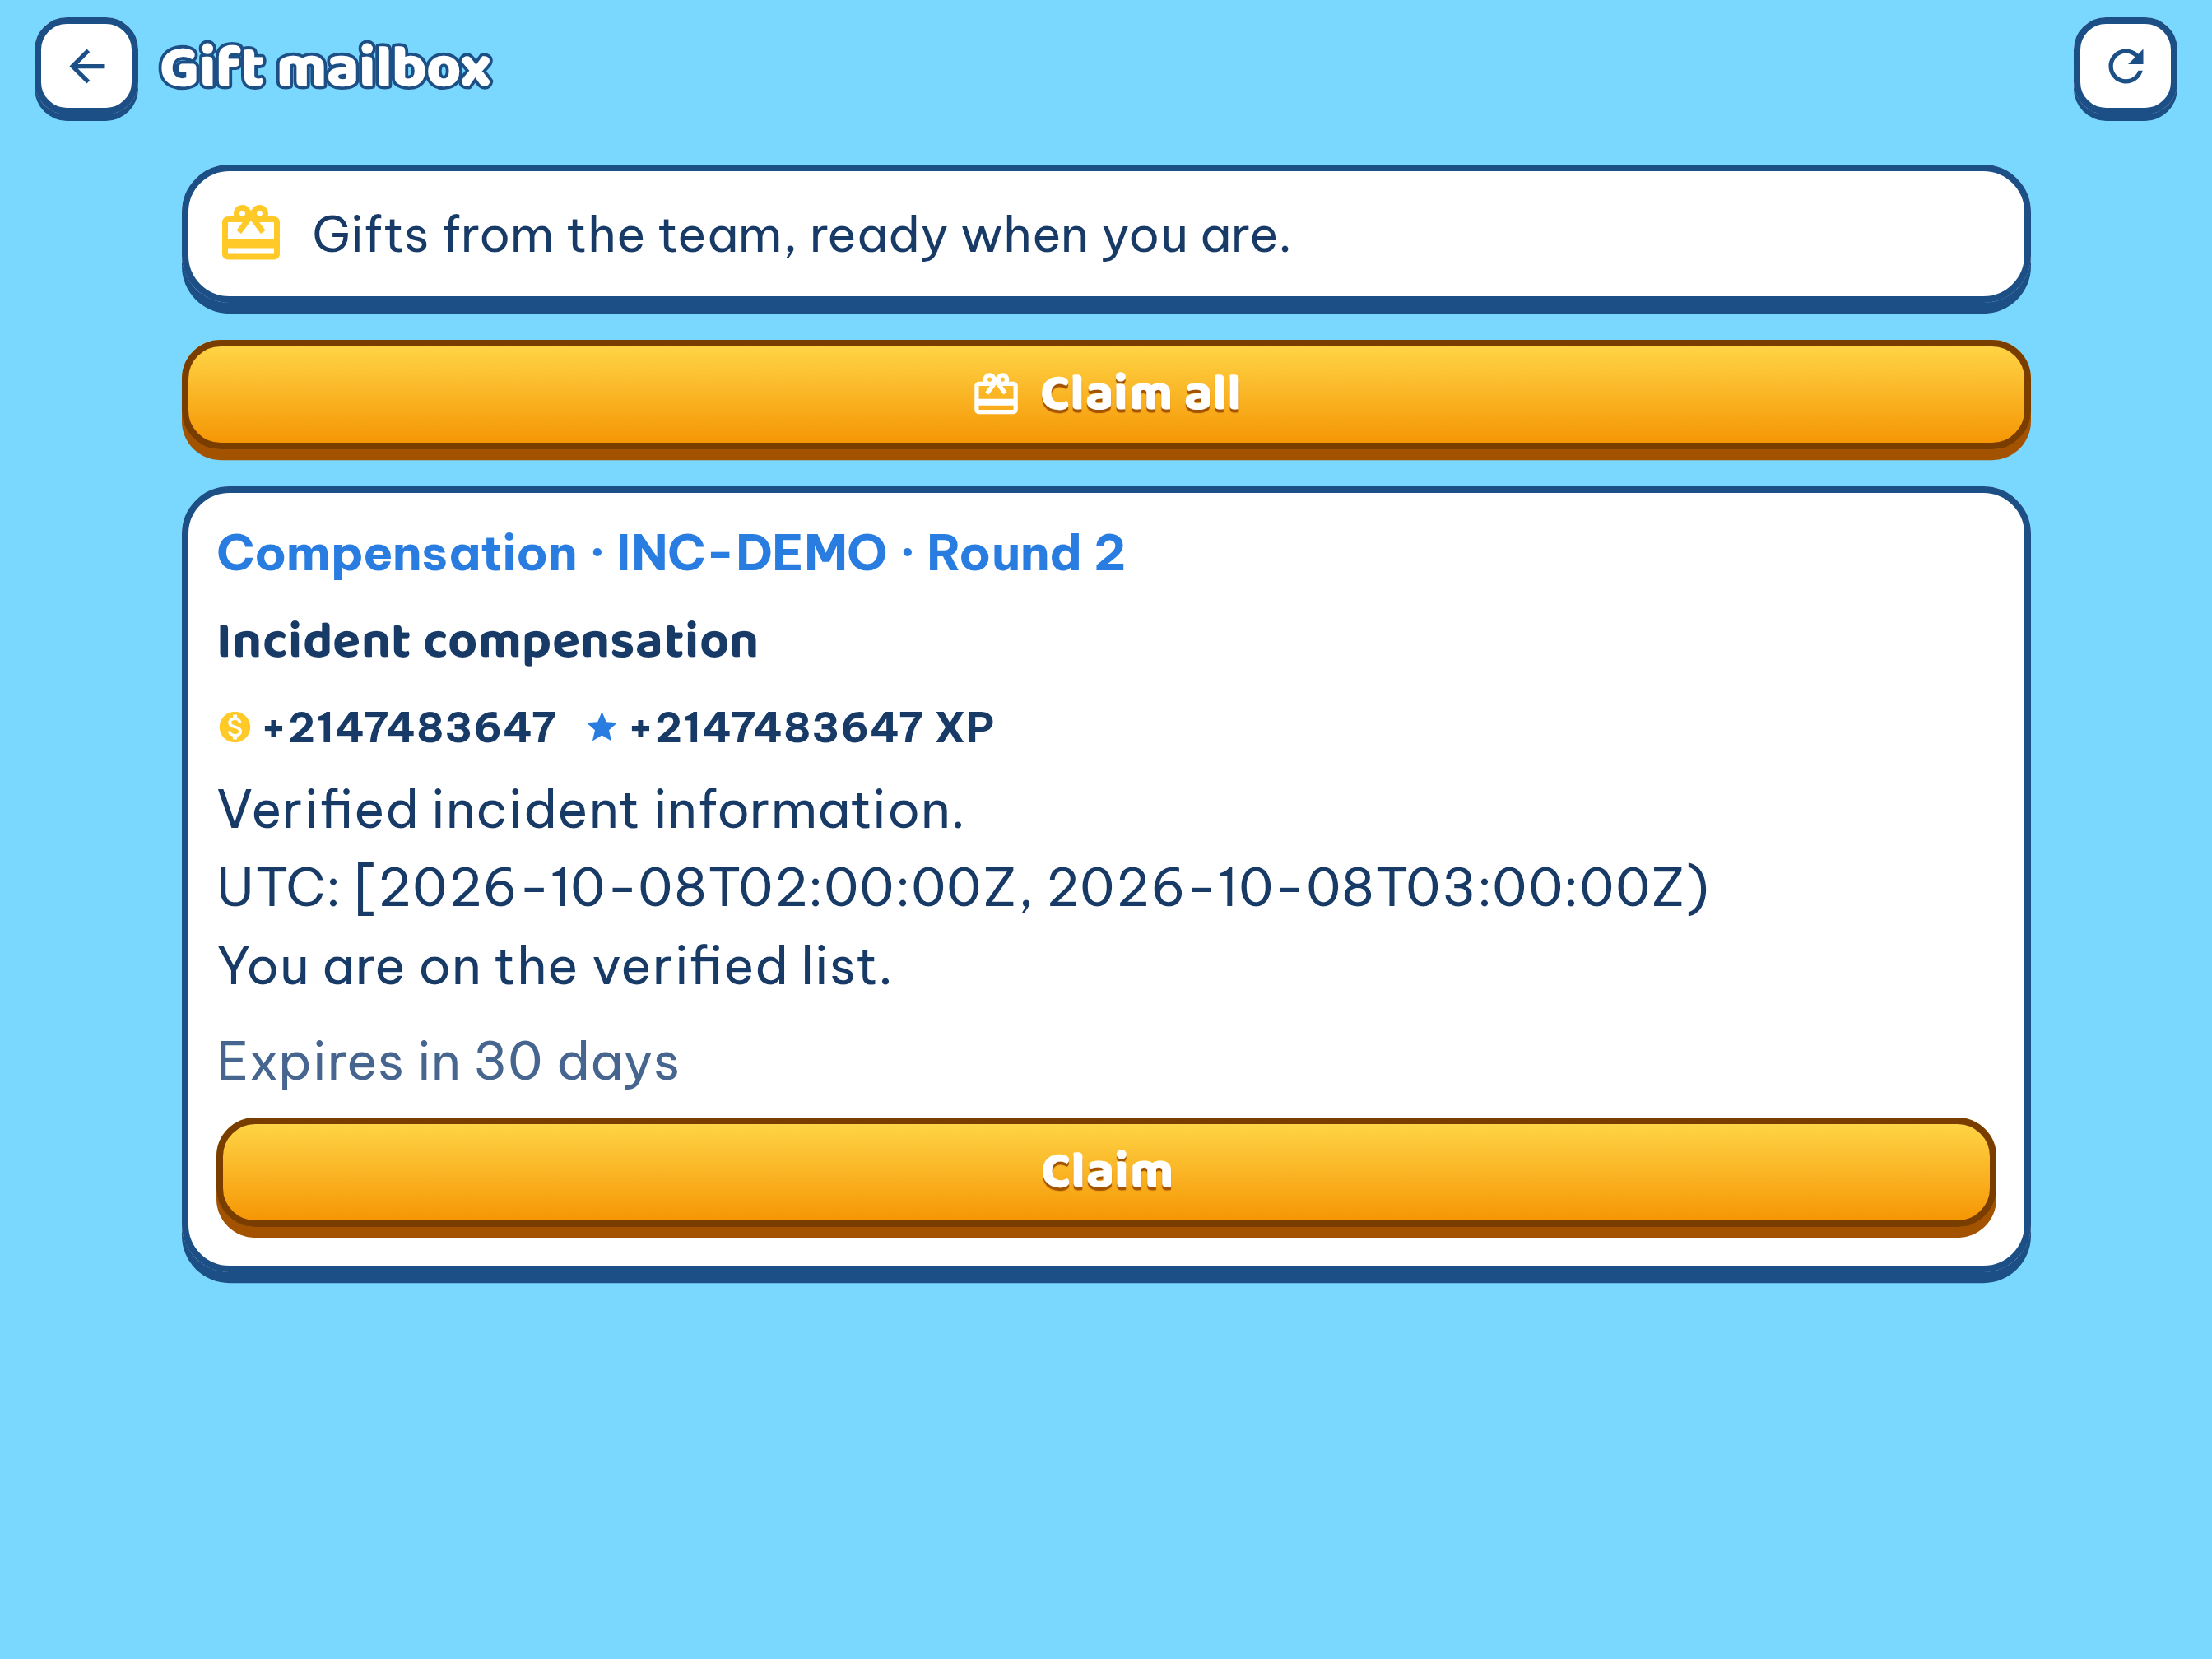 Gift mailbox
Gifts from the team, ready when you are.
Claim all
Compensation · INC-DEMO · Round 2
Incident compensation
+2147483647 +2147483647 XP
Verified incident information.
UTC: [2026-10-08T02:00:00Z, 2026-10-08T03:00:00Z)
You are on the verified list.
Expires in 30 days
Claim